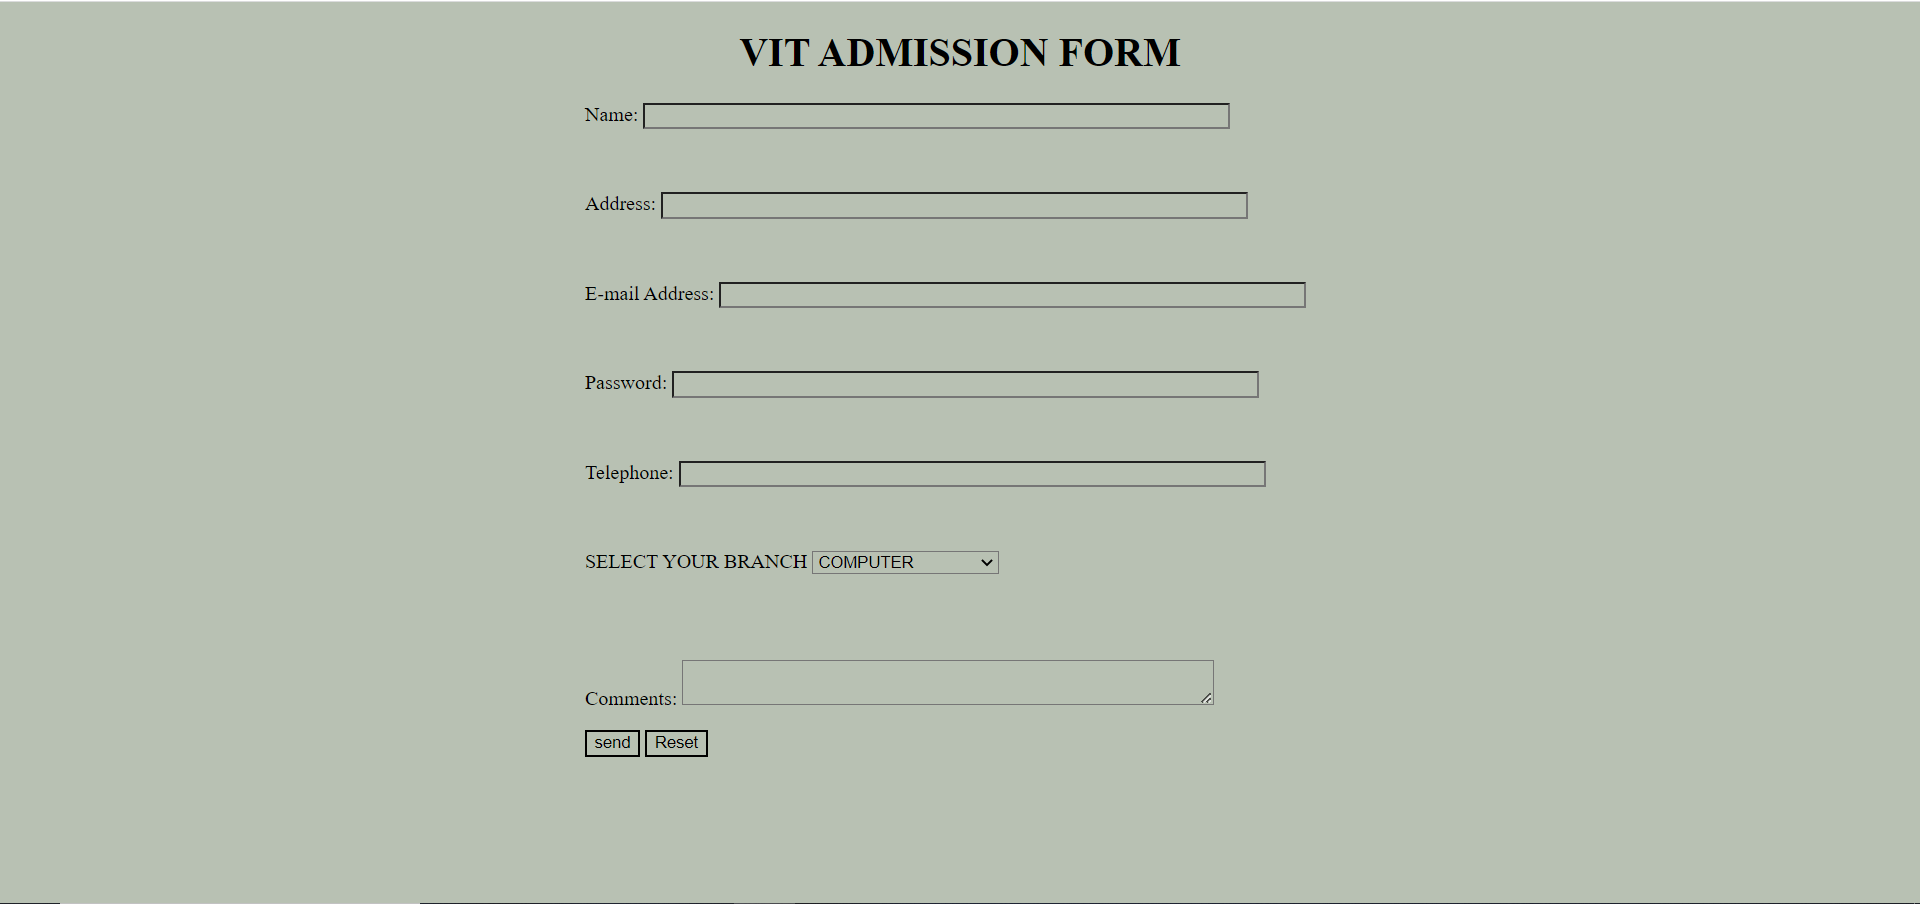 VIT ADMISSION FORM
Name:
Address:
E-mail Address:
Password:
Telephone:
SELECT YOUR BRANCH COMPUTER
Comments:
send Reset